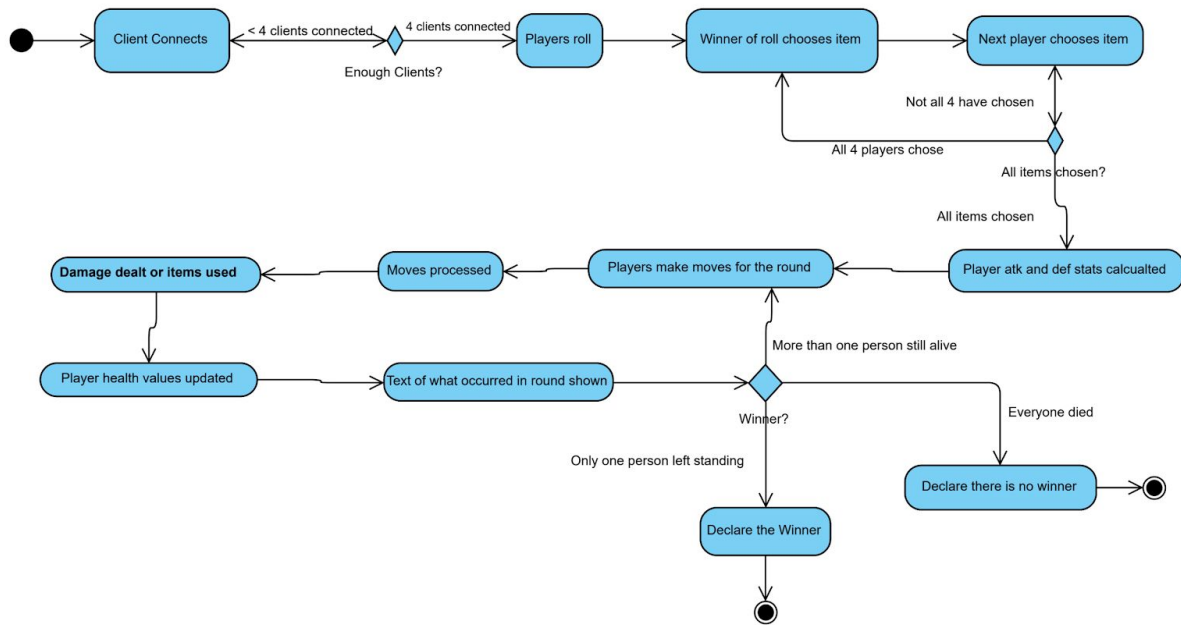 Client Connects
< 4 clients connected
4 clients connected
Enough Clients?
Players roll
Winner of roll chooses item
Next player chooses item
Not all 4 have chosen
All 4 players chose
All items chosen?
All items chosen
Player atk and def stats calcualted
Players make moves for the round
Moves processed
Damage dealt or items used
Player health values updated
Text of what occurred in round shown
More than one person still alive
Winner?
Everyone died
Only one person left standing
Declare there is no winner
Declare the Winner